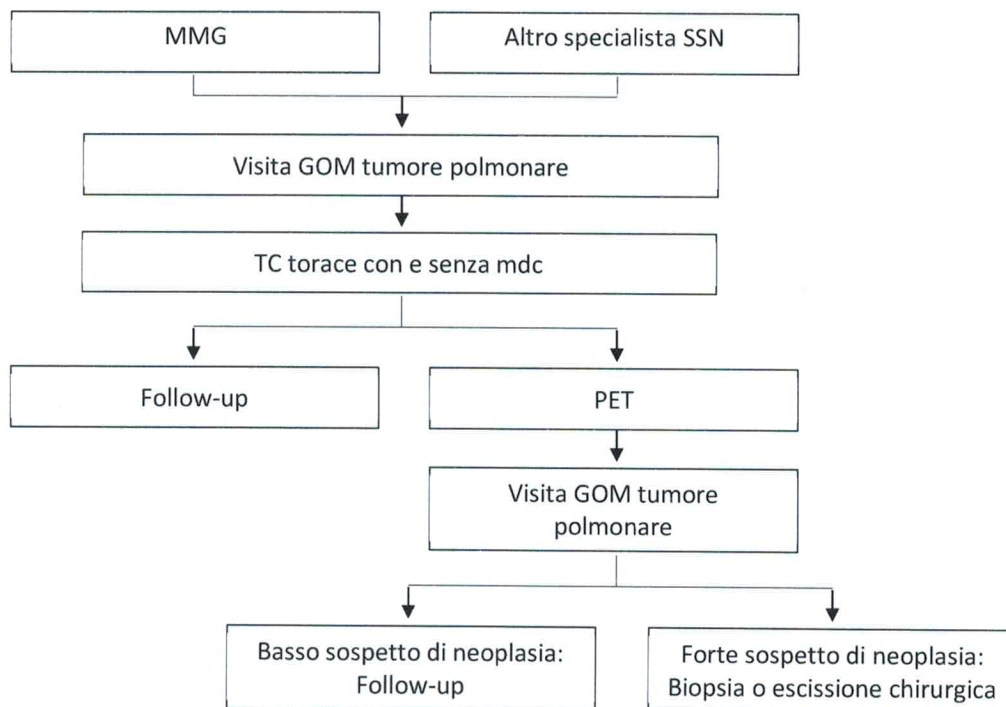 MMG
Altro specialista SSN
Visita GOM tumore polmonare
TC torace con e senza mdc
Follow-up
PET
Visita GOM tumore
polmonare
Basso sospetto di neoplasia:
Follow-up
Forte sospetto di neoplasia:
Biopsia o escissione chirurgica